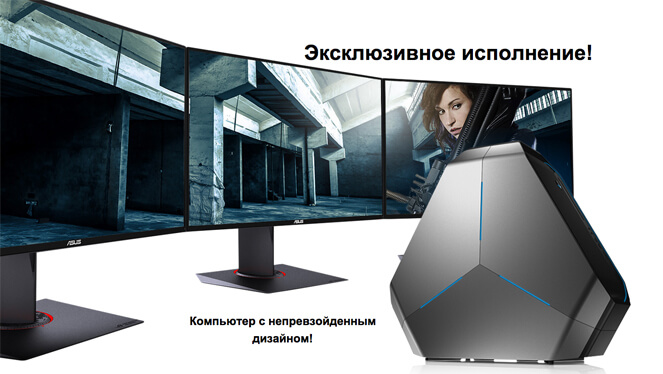 Эксклюзивное исполнение!
ASUS
ASUS
Компьютер с непревзойденным
дизайном!